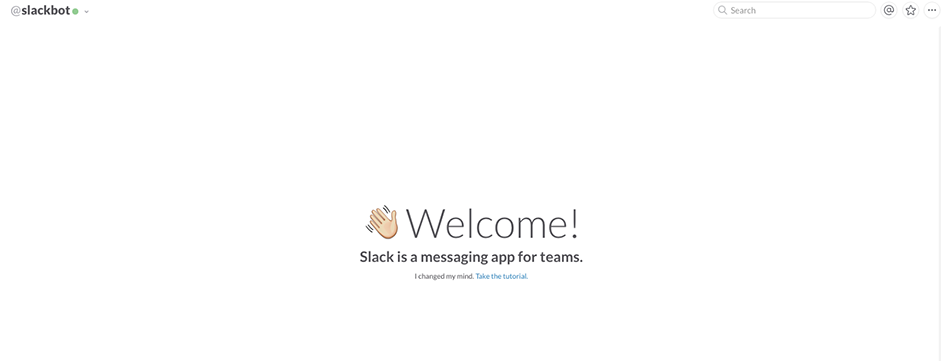 @slackbot
Search
Welcome!
Slack is a messaging app for teams.
I changed my mind. Take the tutorial.